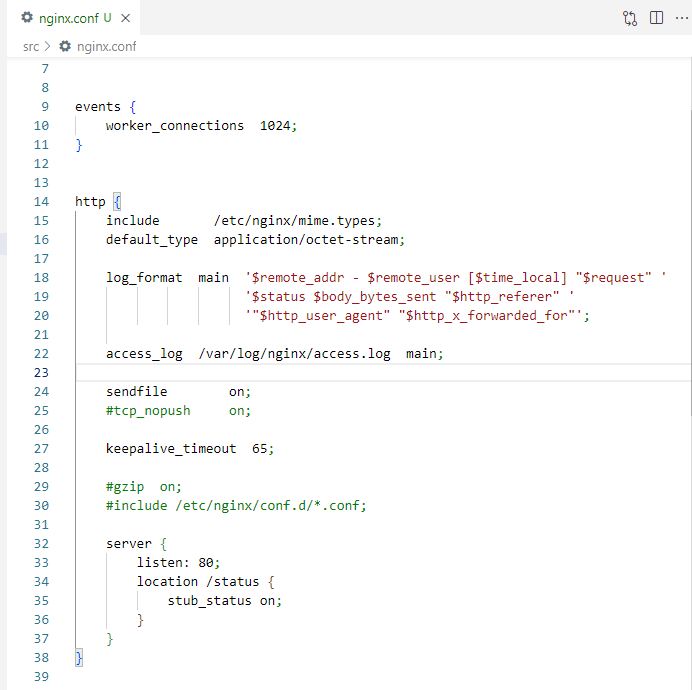 nginx.conf U ×
src > nginx.conf
7
8
9 events {
10     worker_connections  1024;
11 }
12
13
14 http {
15     include       /etc/nginx/mime.types;
16     default_type  application/octet-stream;
17
18     log_format  main  '$remote_addr - $remote_user [$time_local] "$request" '
19                       '$status $body_bytes_sent "$http_referer" '
20                       '"$http_user_agent" "$http_x_forwarded_for"';
21
22     access_log  /var/log/nginx/access.log  main;
23
24     sendfile        on;
25     #tcp_nopush     on;
26
27     keepalive_timeout  65;
28
29     #gzip  on;
30     #include /etc/nginx/conf.d/*.conf;
31
32     server {
33         listen: 80;
34         location /status {
35             stub_status on;
36         }
37     }
38 }
39